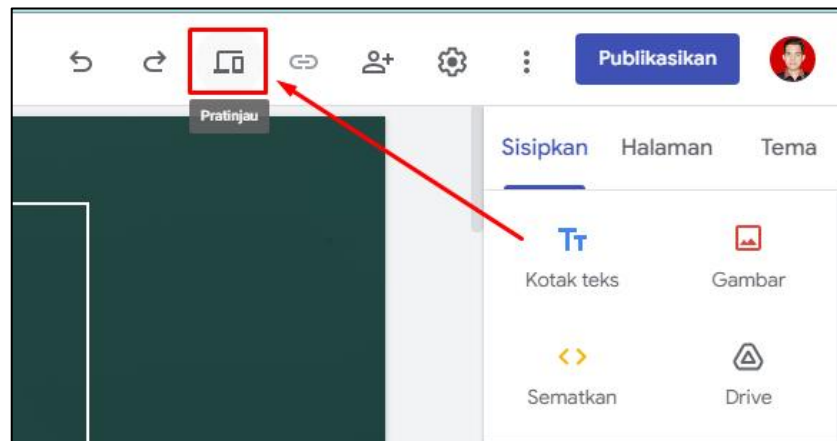 Publikasikan
Pratinjau
Sisipkan Halaman Tema
Kotak teks Gambar
Sematkan Drive